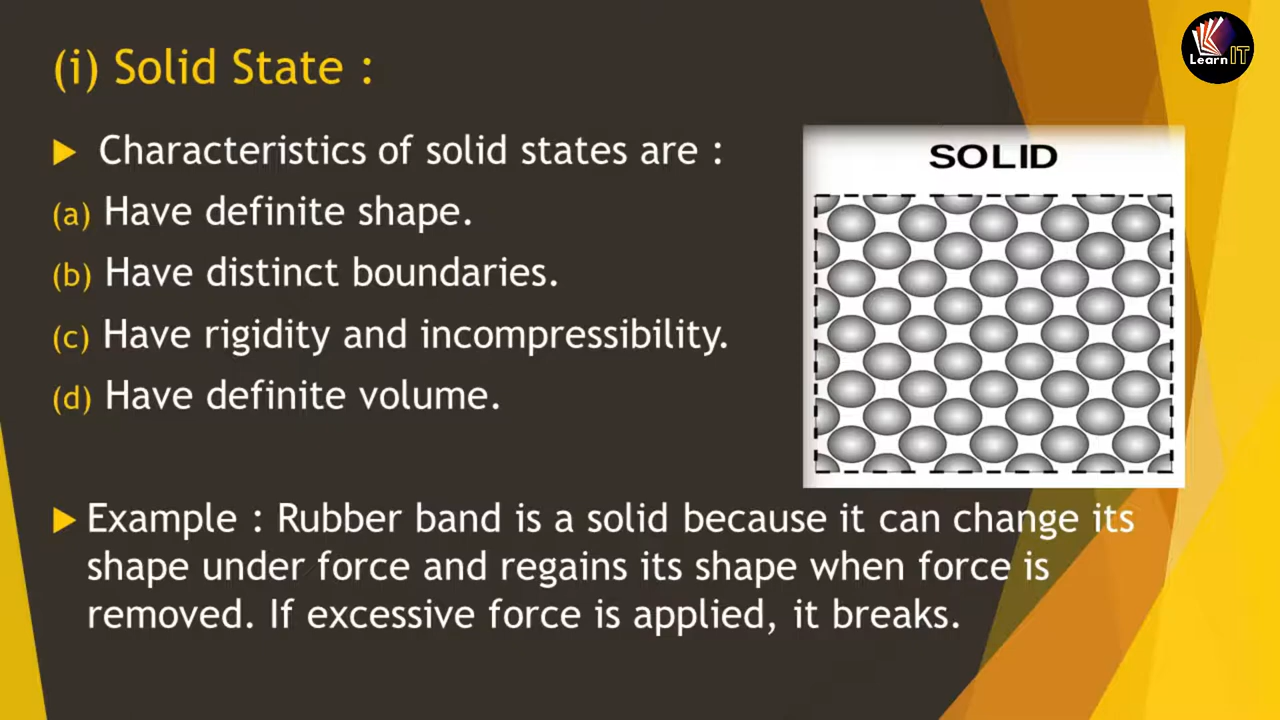 (i) Solid State :
Characteristics of solid states are :
(a) Have definite shape.
(b) Have distinct boundaries.
(c) Have rigidity and incompressibility.
(d) Have definite volume.
Example : Rubber band is a solid because it can change its
shape under force and regains its shape when force is
removed. If excessive force is applied, it breaks.
SOLID
Learn IT